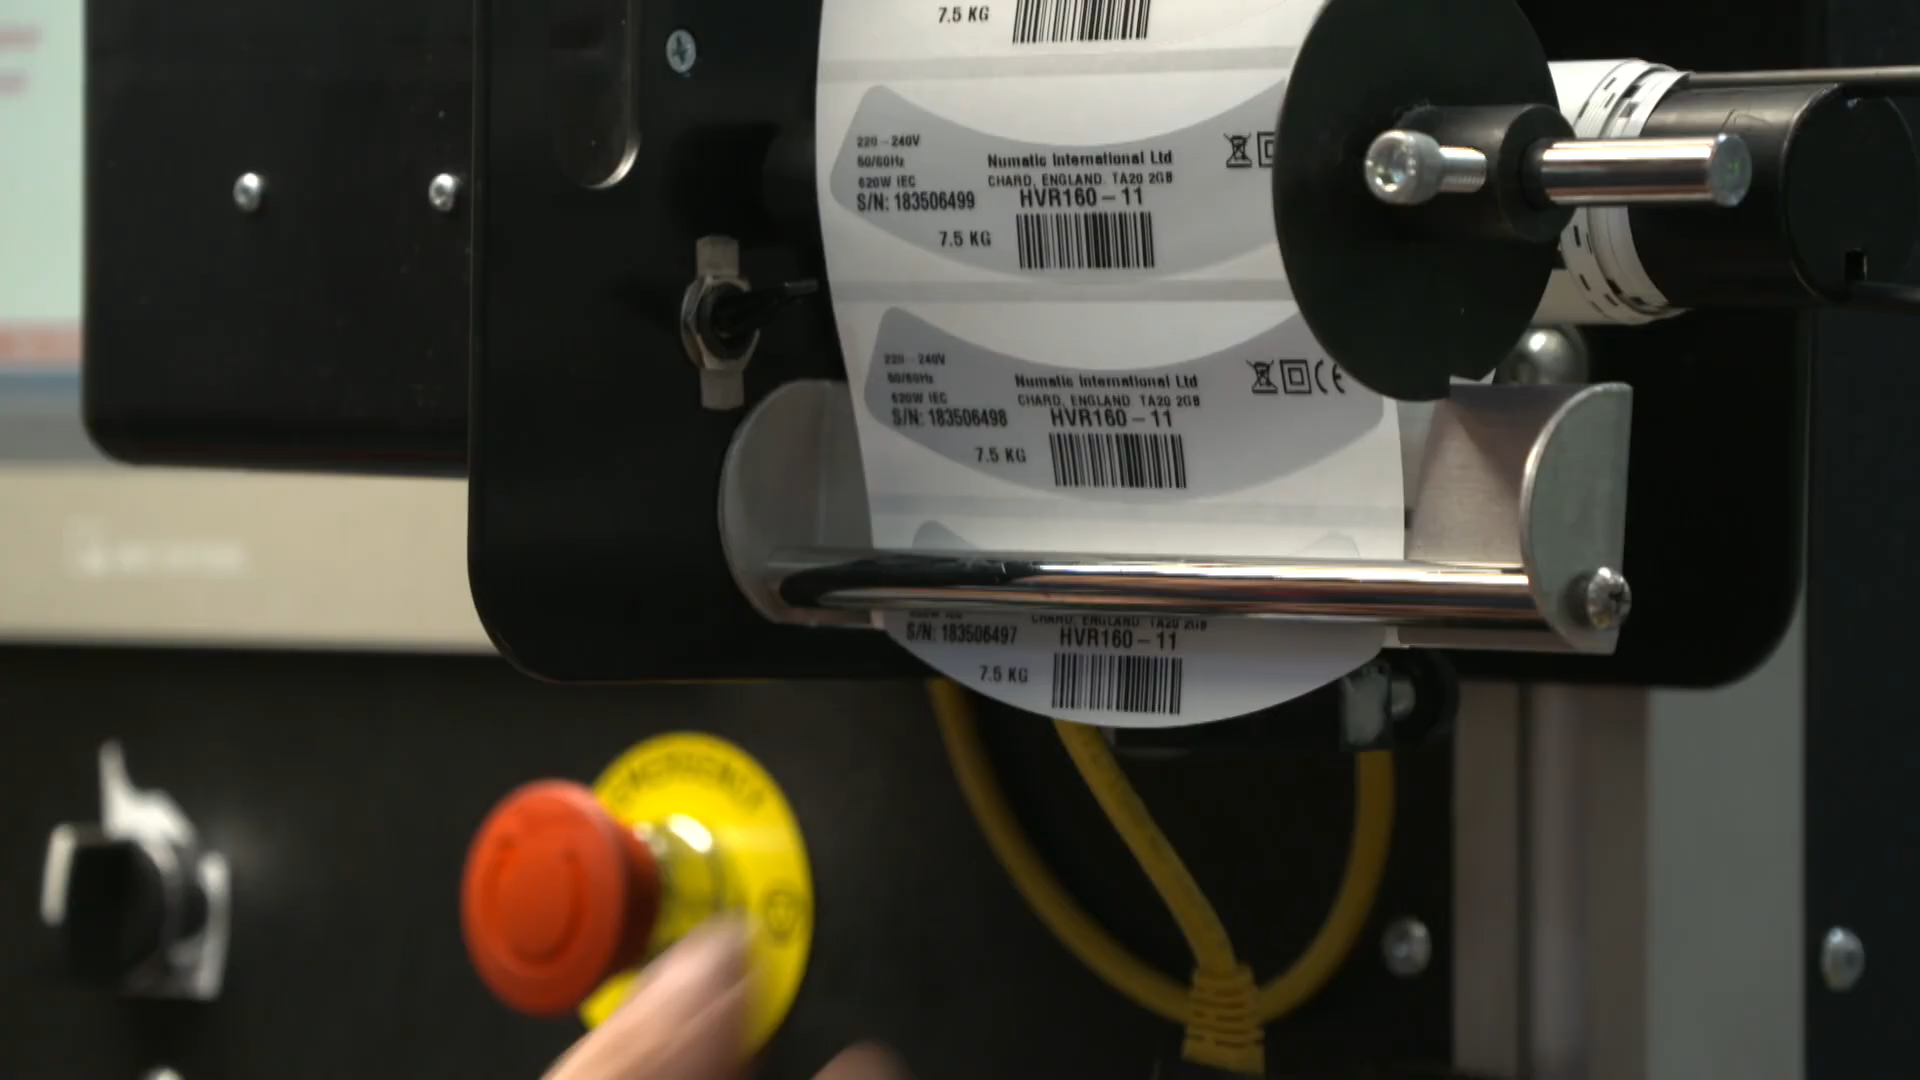 7.5 KG
220 - 240V
50/60Hz
620W IEC
S/N: 183506499
7.5 KG
Numatic International Ltd
CHARD, ENGLAND. TA20 2GB
HVR160 - 11
220 - 240V
50/60Hz
620W IEC
S/N: 183506498
7.5 KG
Numatic International Ltd
CHARD, ENGLAND TA20 2GB
HVR160 - 11
CE
CHARD, ENGLAND TA20 2GB
S/N: 183506497
HVR160 - 11
7.5 KG